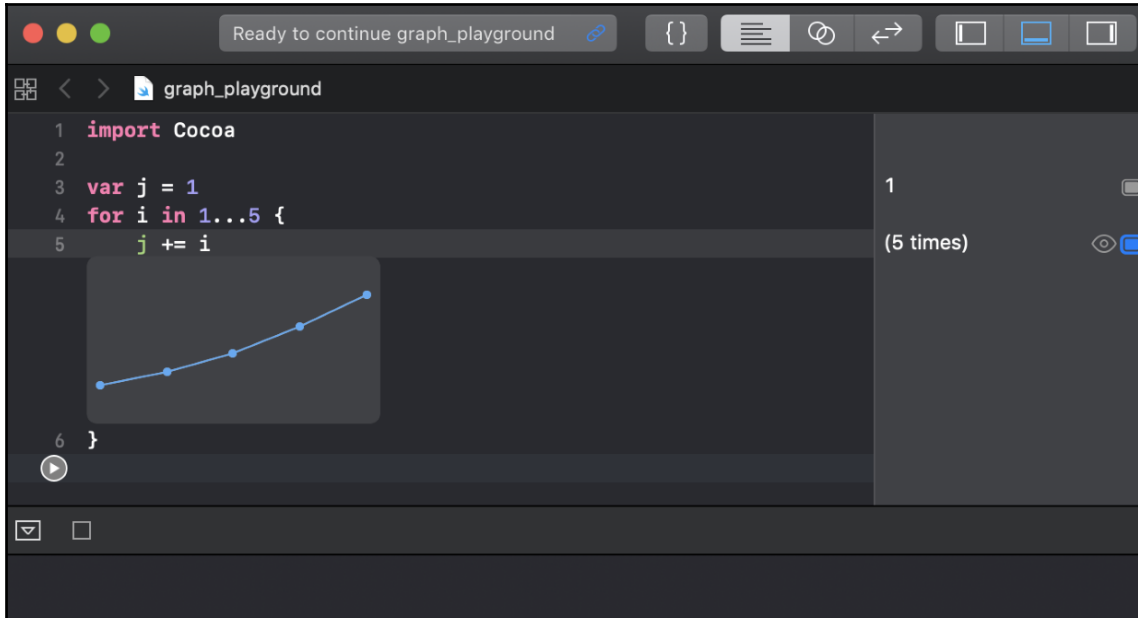 Ready to continue graph_playground
{ }
graph_playground
1 import Cocoa
2
3 var j = 1
1
4 for i in 1...5 {
5 j += i
(5 times)
6 }